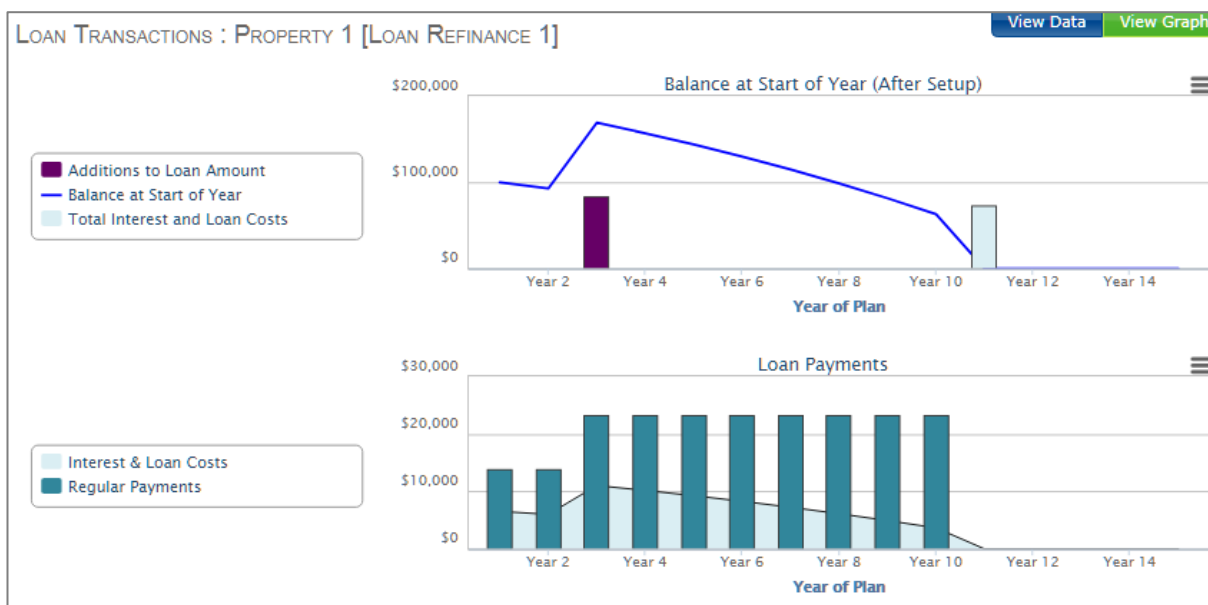 LOAN TRANSACTIONS : PROPERTY 1 [LOAN REFINANCE 1]
View Data
View Graph
Balance at Start of Year (After Setup)
$200,000
$100,000
$0
Additions to Loan Amount
Balance at Start of Year
Total Interest and Loan Costs
Year 2 Year 4 Year 6 Year 8 Year 10 Year 12 Year 14
Year of Plan
Loan Payments
$30,000
$20,000
$10,000
$0
Interest & Loan Costs
Regular Payments
Year 2 Year 4 Year 6 Year 8 Year 10 Year 12 Year 14
Year of Plan